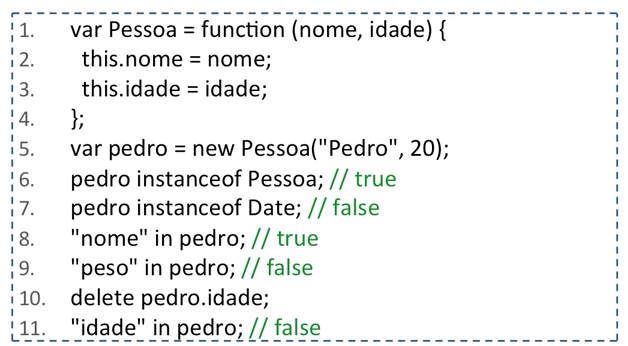 1. var Pessoa = function (nome, idade) {
2. this.nome = nome;
3. this.idade = idade;
4. };
5. var pedro = new Pessoa("Pedro", 20);
6. pedro instanceof Pessoa; // true
7. pedro instanceof Date; // false
8. "nome" in pedro; // true
9. "peso" in pedro; // false
10. delete pedro.idade;
11. "idade" in pedro; // false